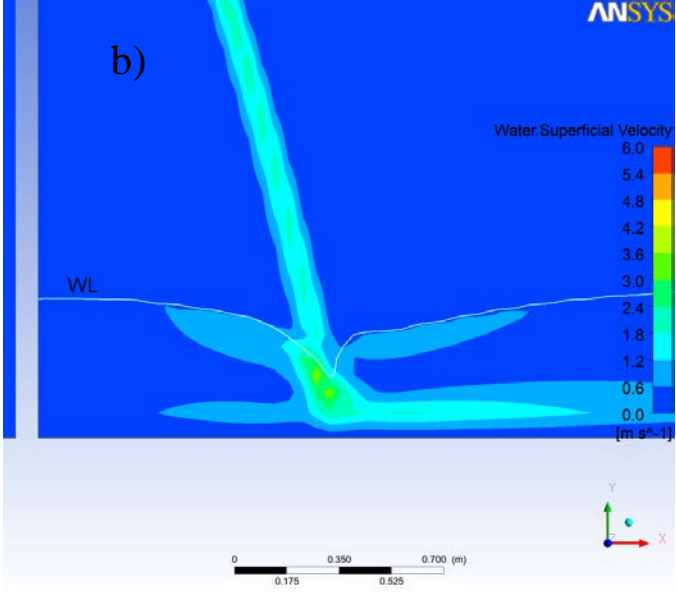 ANSYS
b)
Water.Superficial Velocity
6.0
5.4
4.8
4.2
3.6
3.0
2.4
1.8
1.2
0.6
0.0
[m s^-1]
WL
Y
Z
X
0 0.350 0.700 (m)
0.175 0.525